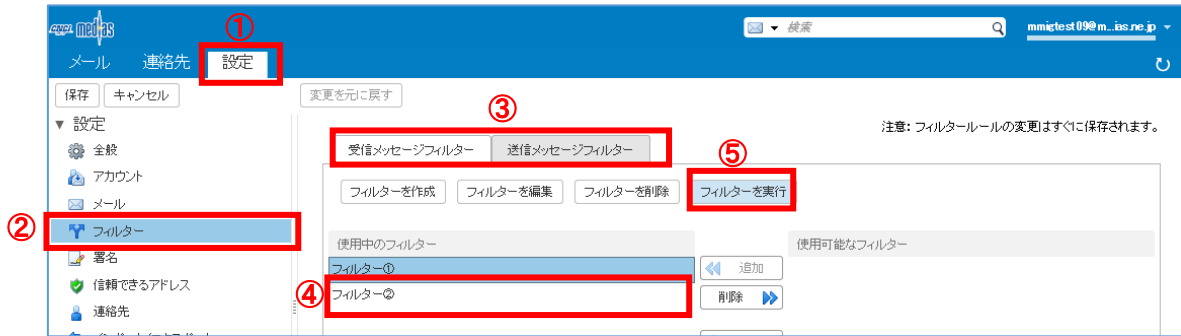 CNCI medias
検索
mmigtest09@m...ias.ne.jp
①
メール 連絡先 設定
保存 キャンセル 変更を元に戻す
③
注意: フィルタールールの変更はすぐに保存されます。
設定
全般
アカウント
メール
② フィルター
署名
信頼できるアドレス
連絡先
受信メッセージフィルター 送信メッセージフィルター
⑤
フィルターを作成 フィルターを編集 フィルターを削除 フィルターを実行
使用中のフィルター 使用可能なフィルター
フィルター① 追加
④ フィルター② 削除